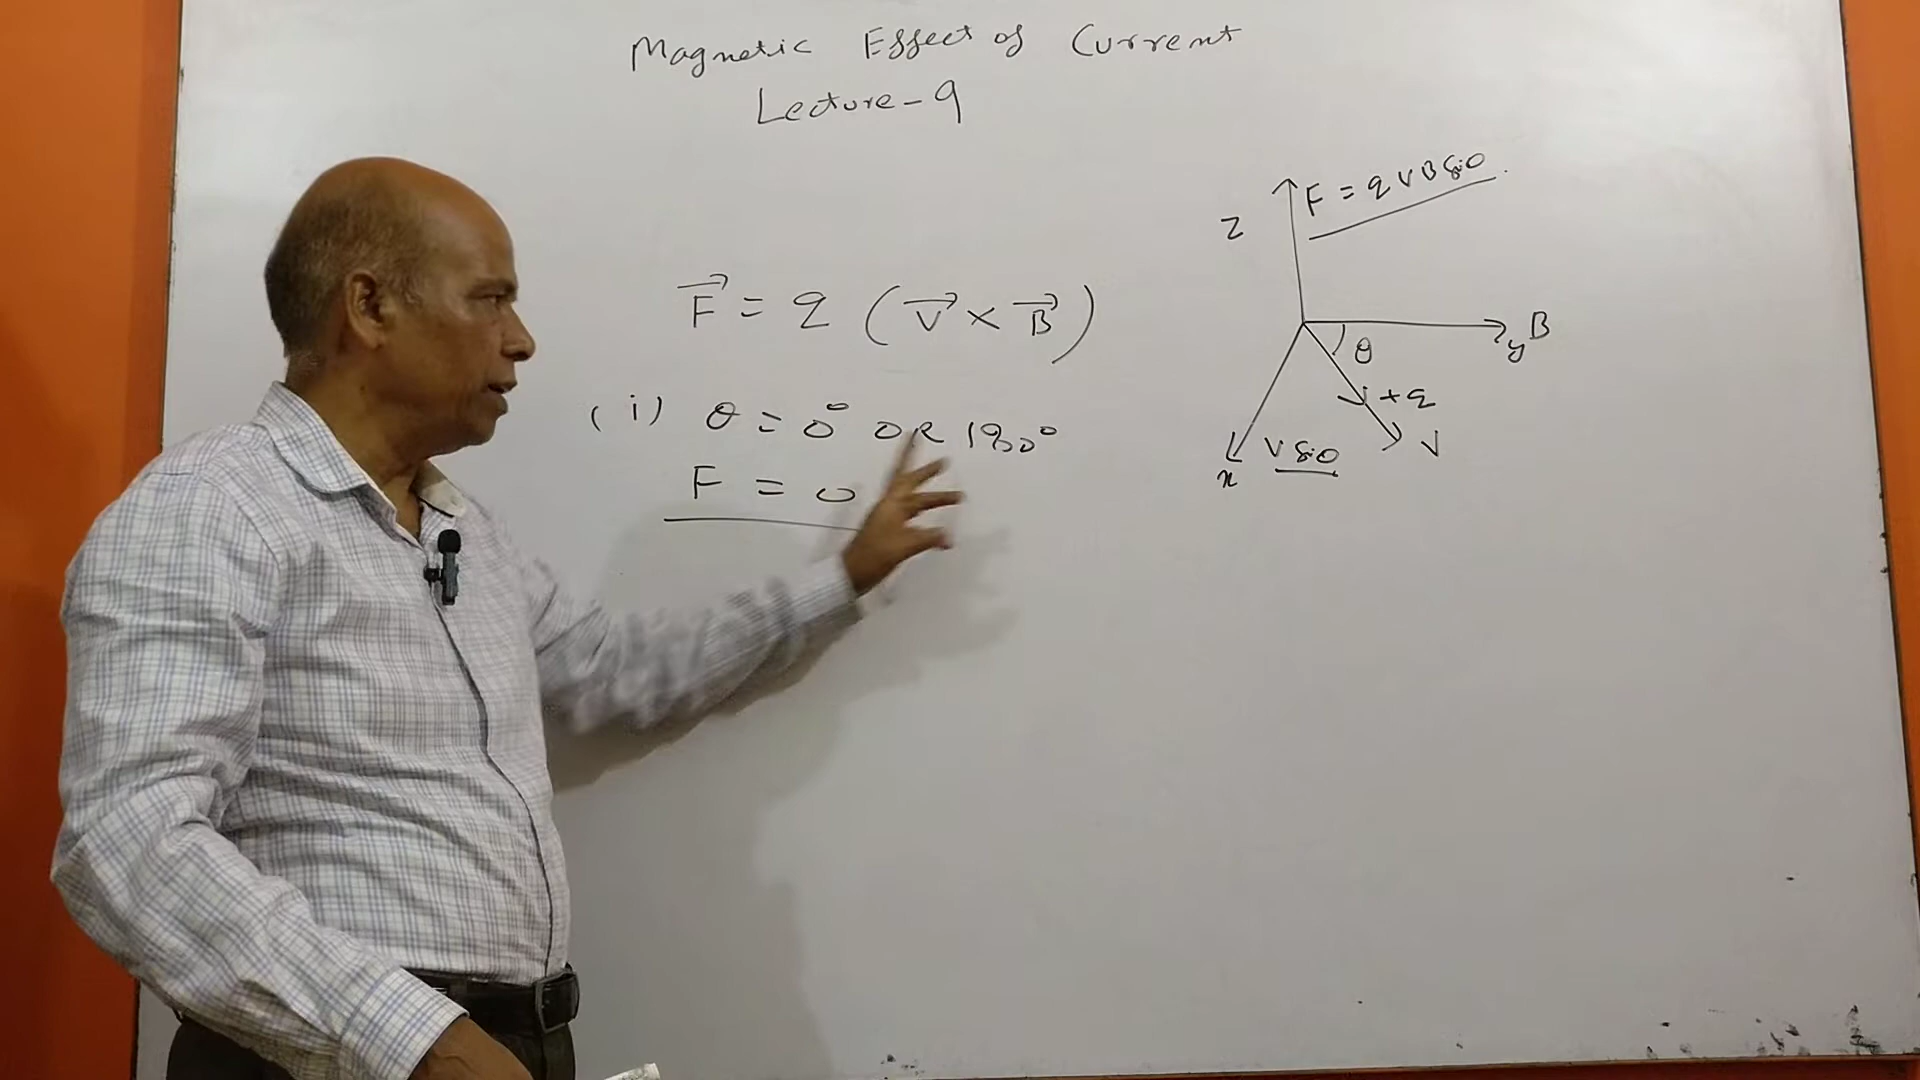 Magnetic Effect of Current
Lecture-9
F = q (V × B)
(i) θ = 0° OR 180°
F = 0
F = qVB sinθ
Z
y B
θ
+q
V
V sinθ
x